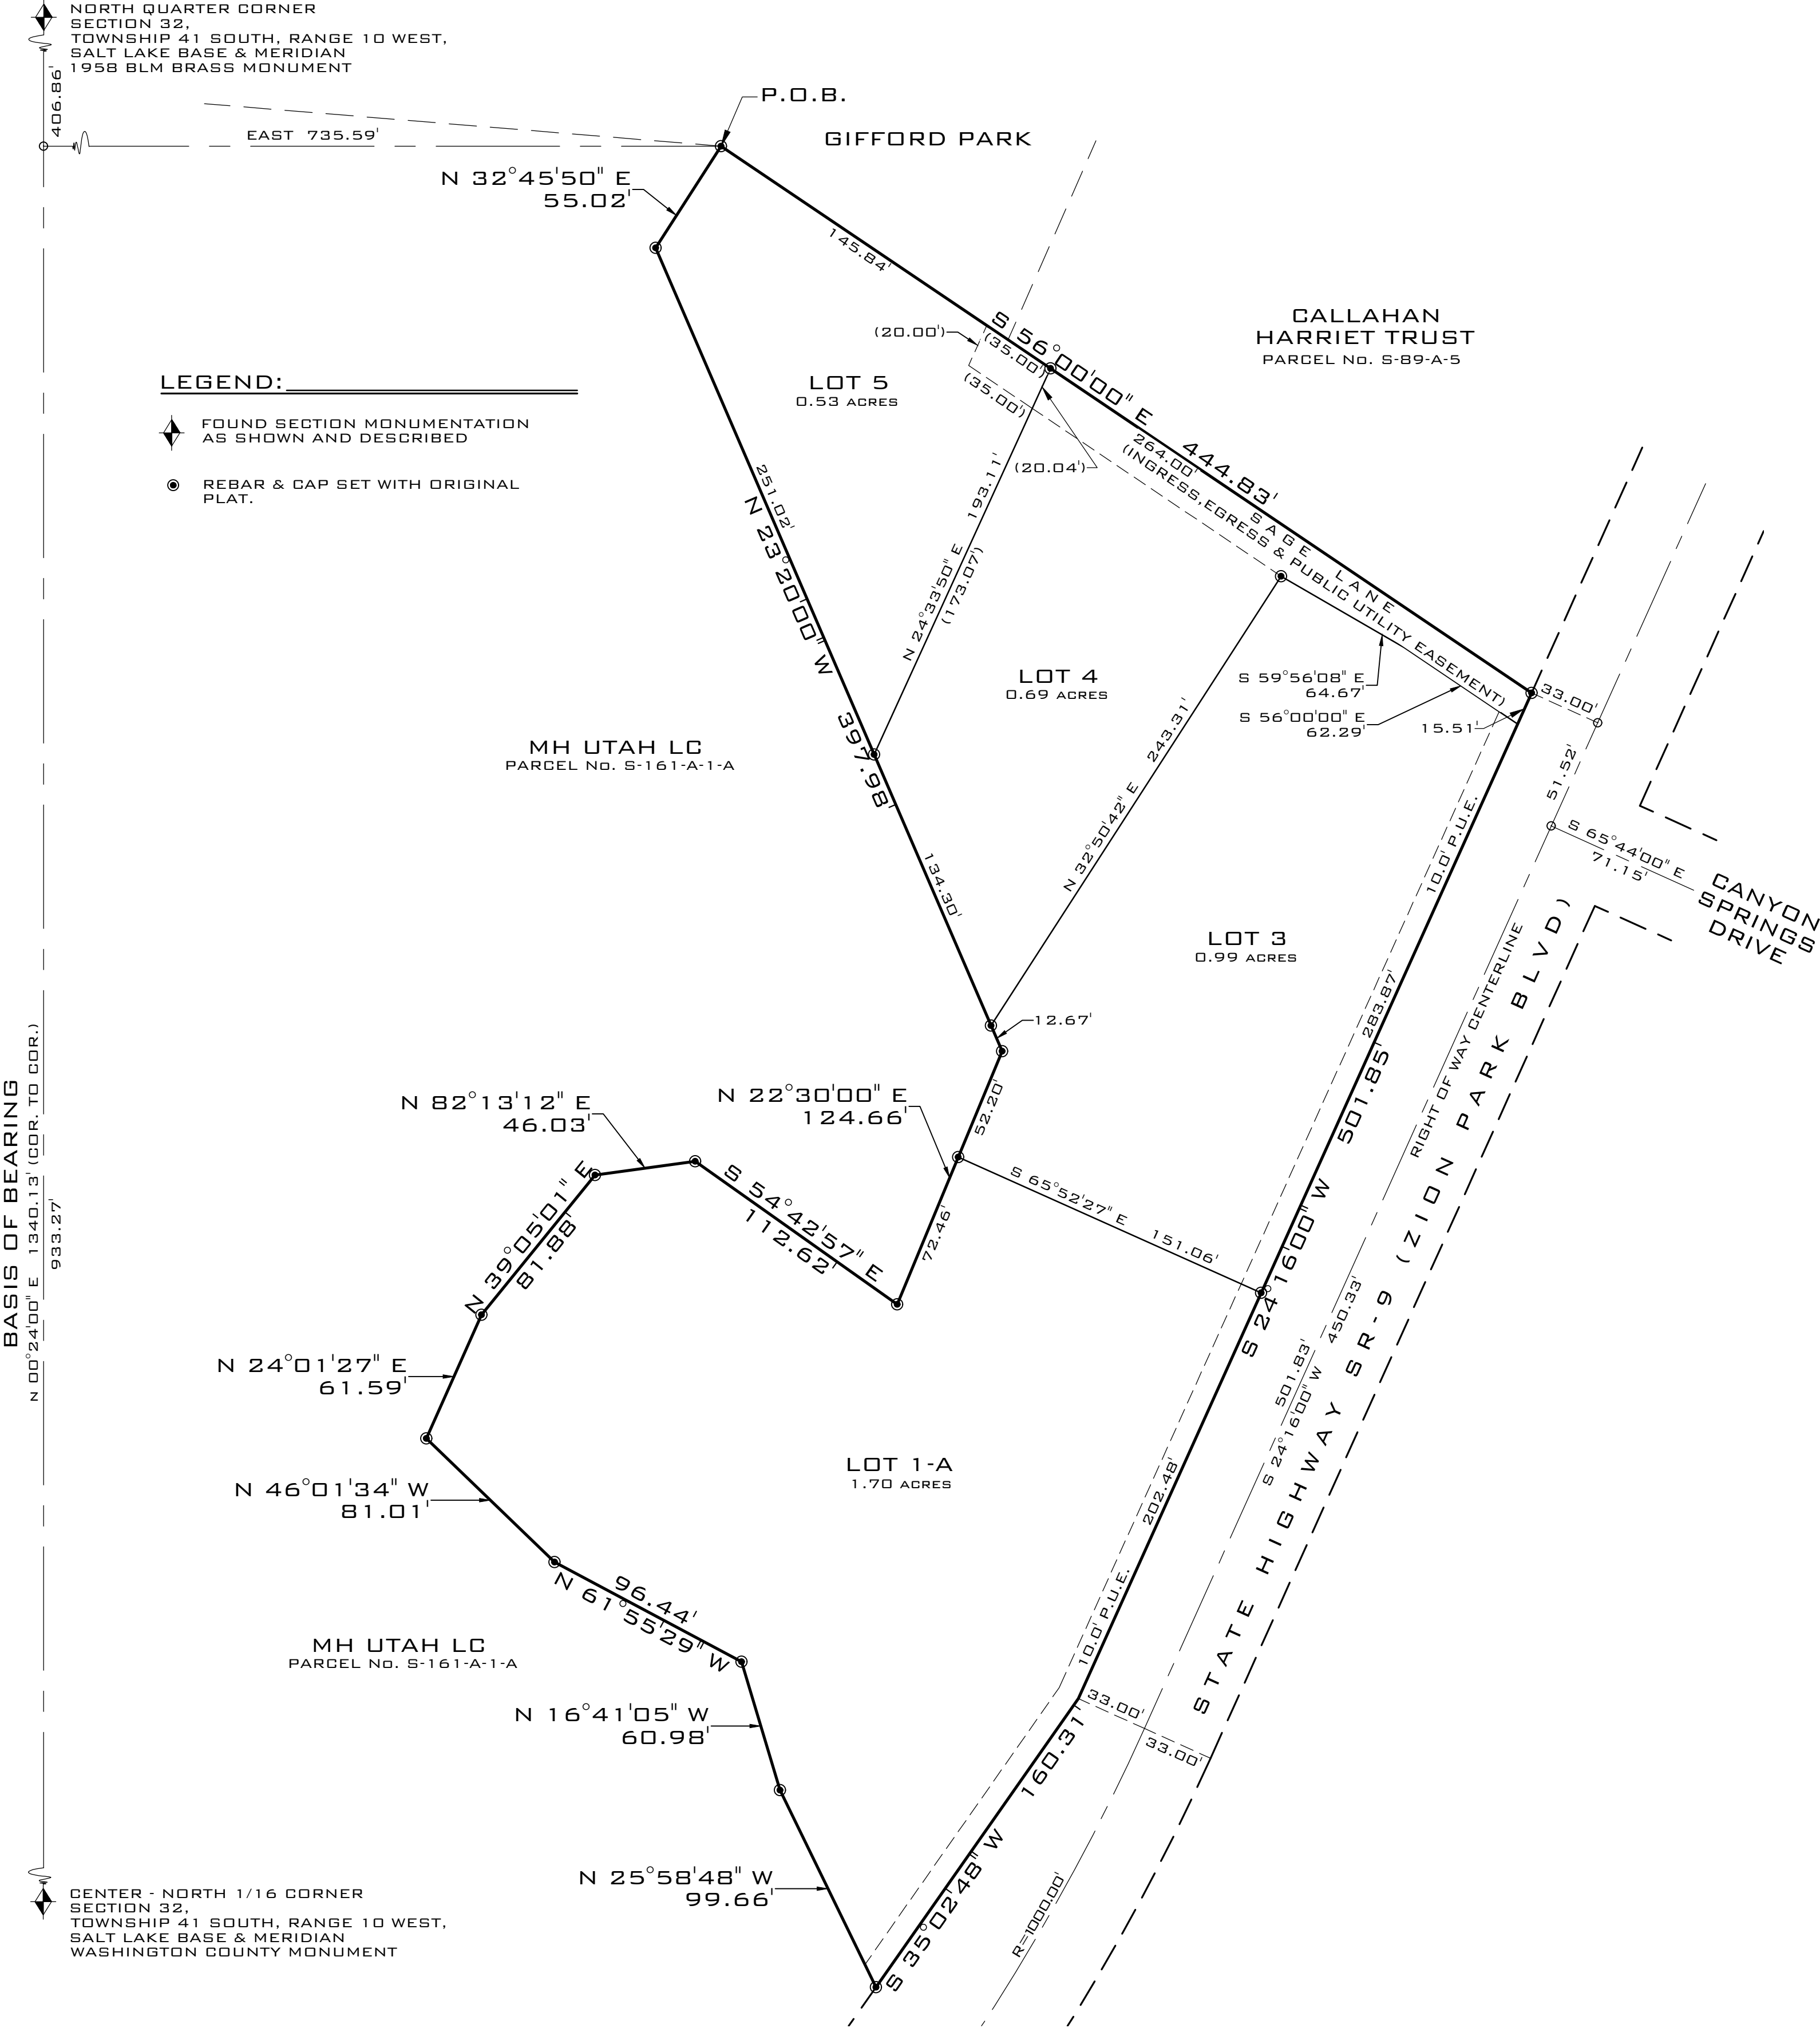 NORTH QUARTER CORNER
SECTION 32,
TOWNSHIP 41 SOUTH, RANGE 10 WEST,
SALT LAKE BASE & MERIDIAN
1958 BLM BRASS MONUMENT
406.86'
EAST 735.59'
P.O.B.
GIFFORD PARK
N 32°45'50" E
55.02'
145.84'
CALLAHAN
HARRIET TRUST
PARCEL No. S-89-A-5
(20.00')
(35.00')
S 56°00'00" E 444.83'
(35.00')
LOT 5
0.53 ACRES
LEGEND:
FOUND SECTION MONUMENTATION
AS SHOWN AND DESCRIBED
REBAR & CAP SET WITH ORIGINAL
PLAT.
264.00'
(INGRESS,EGRESS & PUBLIC UTILITY EASEMENT)
SAGE LANE
(20.04')
251.02'
N 23°20'00" W 397.98'
N 24°33'50" E 193.11'
(173.07')
LOT 4
0.69 ACRES
S 59°56'08" E
64.67'
S 56°00'00" E
62.29'
15.51'
33.00'
51.52'
MH UTAH LC
PARCEL No. S-161-A-1-A
N 32°50'42" E 243.31'
10.0' P.U.E.
S 65°44'00" E
71.15'
CANYON
SPRINGS
DRIVE
134.30'
LOT 3
0.99 ACRES
283.87'
RIGHT OF WAY CENTERLINE
12.67'
BASIS OF BEARING
N 00°24'00" E 1340.13' (COR. TO COR.)
933.27'
N 82°13'12" E
46.03'
N 22°30'00" E
124.66'
52.20'
S 24°16'00" W 501.85'
N 39°05'01" E
81.88'
S 54°42'57" E
112.62'
72.46'
S 65°52'27" E 151.06'
STATE HIGHWAY SR-9 (ZION PARK BLVD)
501.83'
S 24°16'00" W 450.33'
N 24°01'27" E
61.59'
LOT 1-A
1.70 ACRES
202.48'
N 46°01'34" W
81.01'
10.0' P.U.E.
96.44'
N 61°55'29" W
MH UTAH LC
PARCEL No. S-161-A-1-A
N 16°41'05" W
60.98'
33.00'
33.00'
S 35°02'48" W 160.31'
N 25°58'48" W
99.66'
R=1000.00'
CENTER - NORTH 1/16 CORNER
SECTION 32,
TOWNSHIP 41 SOUTH, RANGE 10 WEST,
SALT LAKE BASE & MERIDIAN
WASHINGTON COUNTY MONUMENT